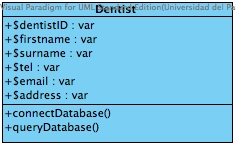 Visual Paradigm for UML Standard Edition(Universidad del Pa
Dentist
+$dentistID : var
+$firstname : var
+$surname : var
+$tel : var
+$email : var
+$address : var
+connectDatabase()
+queryDatabase()